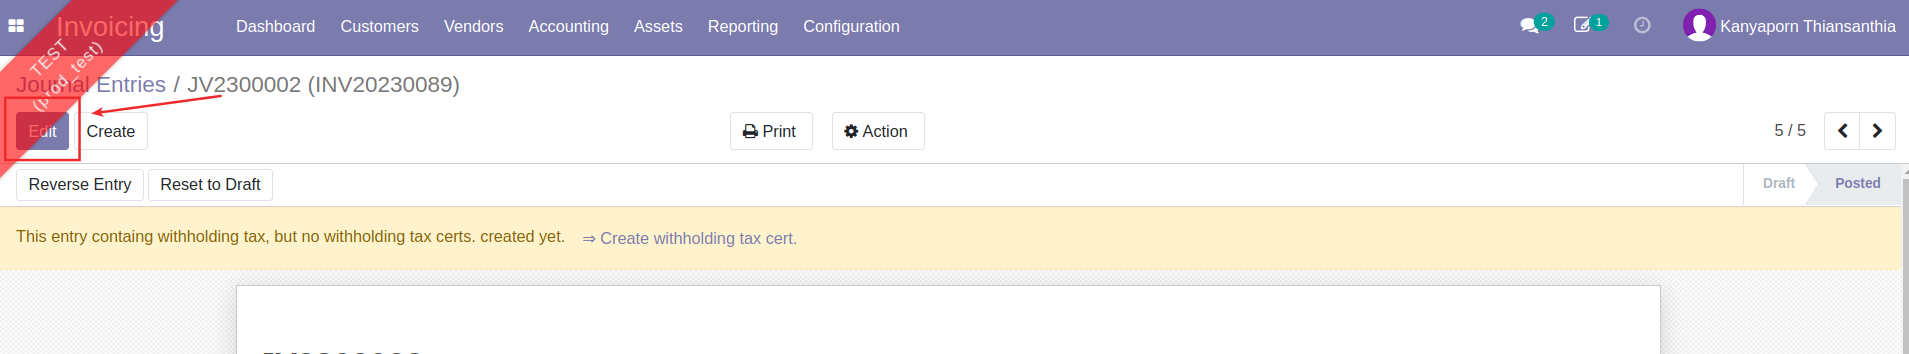 Invoicing Dashboard Customers Vendors Accounting Assets Reporting Configuration 2 1 Kanyaporn Thiansanthia
TEST
(prod_test)
Journal Entries / JV2300002 (INV20230089)
Edit Create Print Action 5 / 5
Reverse Entry Reset to Draft Draft Posted
This entry containg withholding tax, but no withholding tax certs. created yet. ⇒ Create withholding tax cert.